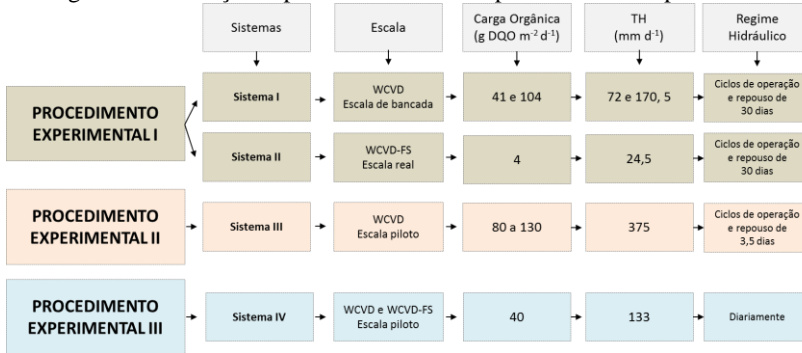 Sistemas
Escala
Carga Orgânica
(g DQO m⁻² d⁻¹)
TH
(mm d⁻¹)
Regime
Hidráulico
PROCEDIMENTO
EXPERIMENTAL I
Sistema I
WCVD
Escala de bancada
41 e 104
72 e 170, 5
Ciclos de operação
e repouso de
30 dias
Sistema II
WCVD-FS
Escala real
4
24,5
Ciclos de operação
e repouso de
30 dias
PROCEDIMENTO
EXPERIMENTAL II
Sistema III
WCVD
Escala piloto
80 a 130
375
Ciclos de operação
e repouso de
3,5 dias
PROCEDIMENTO
EXPERIMENTAL III
Sistema IV
WCVD e WCVD-FS
Escala piloto
40
133
Diariamente